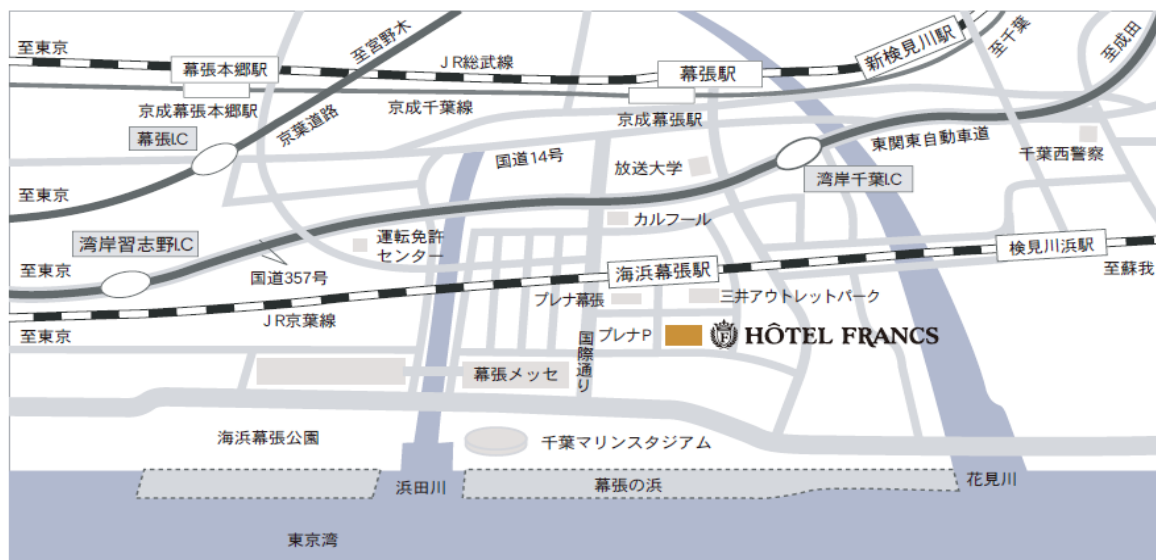 至東京
幕張本郷駅
京成幕張本郷駅
幕張I.C
至宮野木
京葉道路
JR総武線
京成千葉線
幕張駅
京成幕張駅
新検見川駅
至千葉
至成田
東関東自動車道
千葉西警察
国道14号
放送大学
湾岸千葉I.C
至東京
カルフール
湾岸習志野I.C
運転免許
センター
国道357号
至東京
海浜幕張駅
検見川浜駅
至蘇我
JR京葉線
至東京
プレナ幕張
三井アウトレットパーク
プレナP
F
HÔTEL FRANCS
国際通り
幕張メッセ
海浜幕張公園
千葉マリンスタジアム
浜田川
幕張の浜
花見川
東京湾